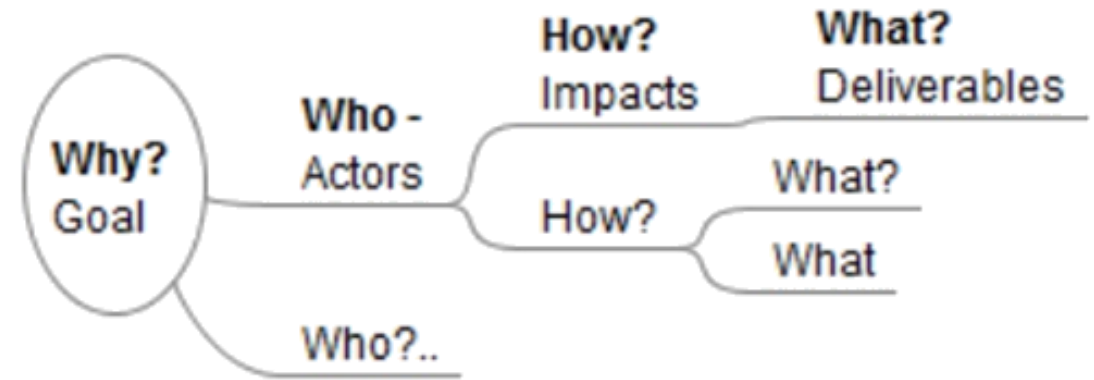 Why?
Goal
Who -
Actors
How?
Impacts
What?
Deliverables
How?
What?
What
Who?..